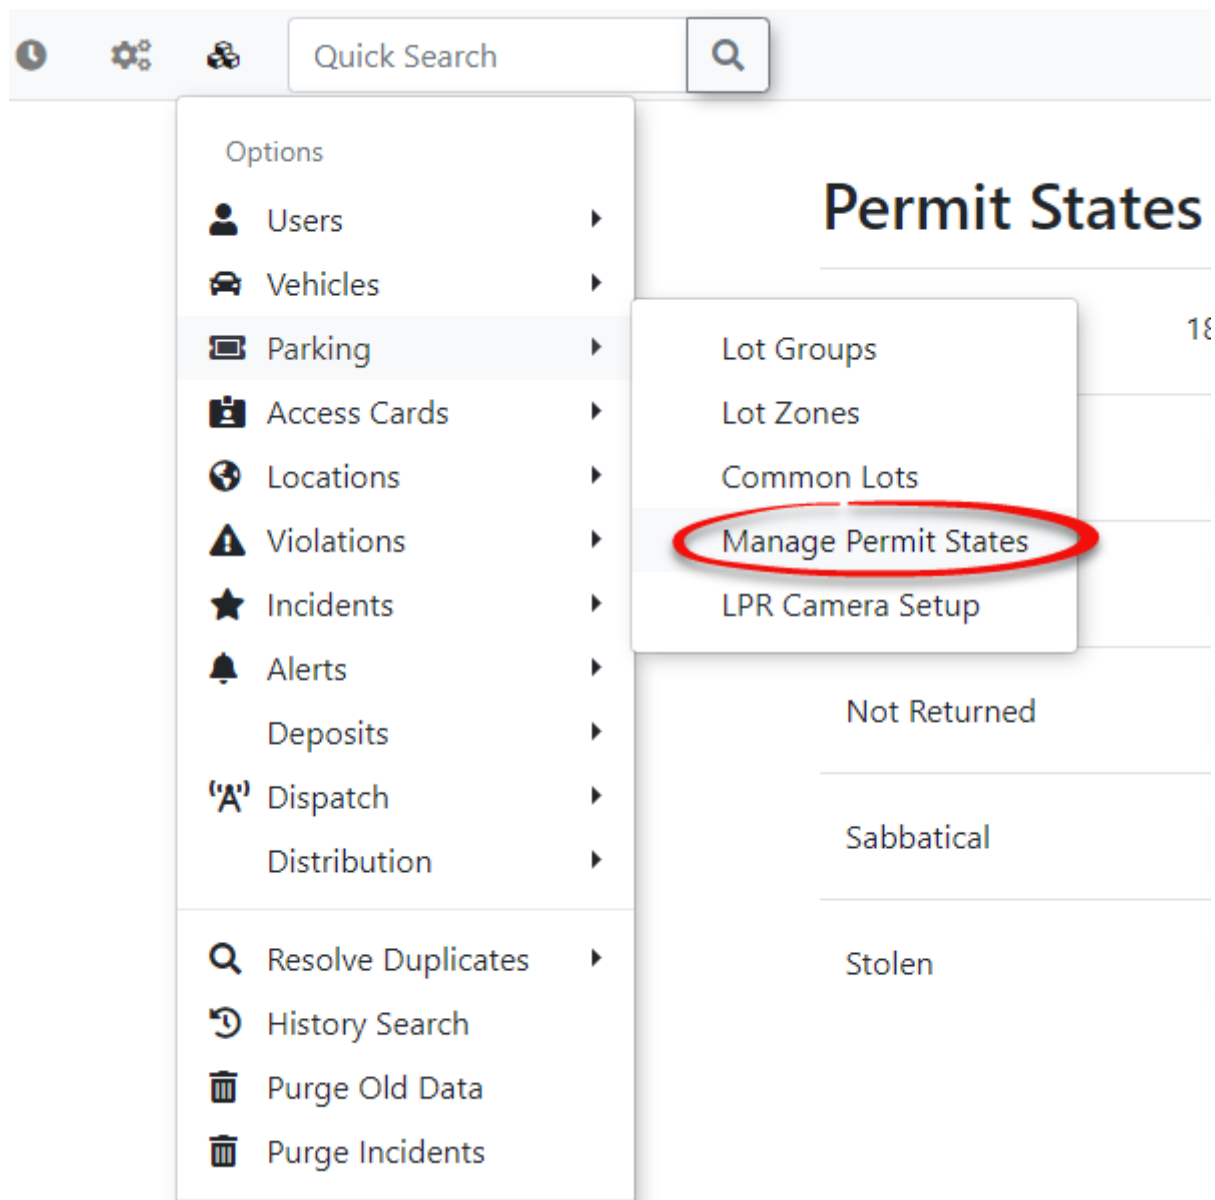 Quick Search
Options
Users
Vehicles
Parking
Access Cards
Locations
Violations
Incidents
Alerts
Deposits
Dispatch
Distribution
Resolve Duplicates
History Search
Purge Old Data
Purge Incidents
Lot Groups
Lot Zones
Common Lots
Manage Permit States
LPR Camera Setup
Permit States
18
Not Returned
Sabbatical
Stolen